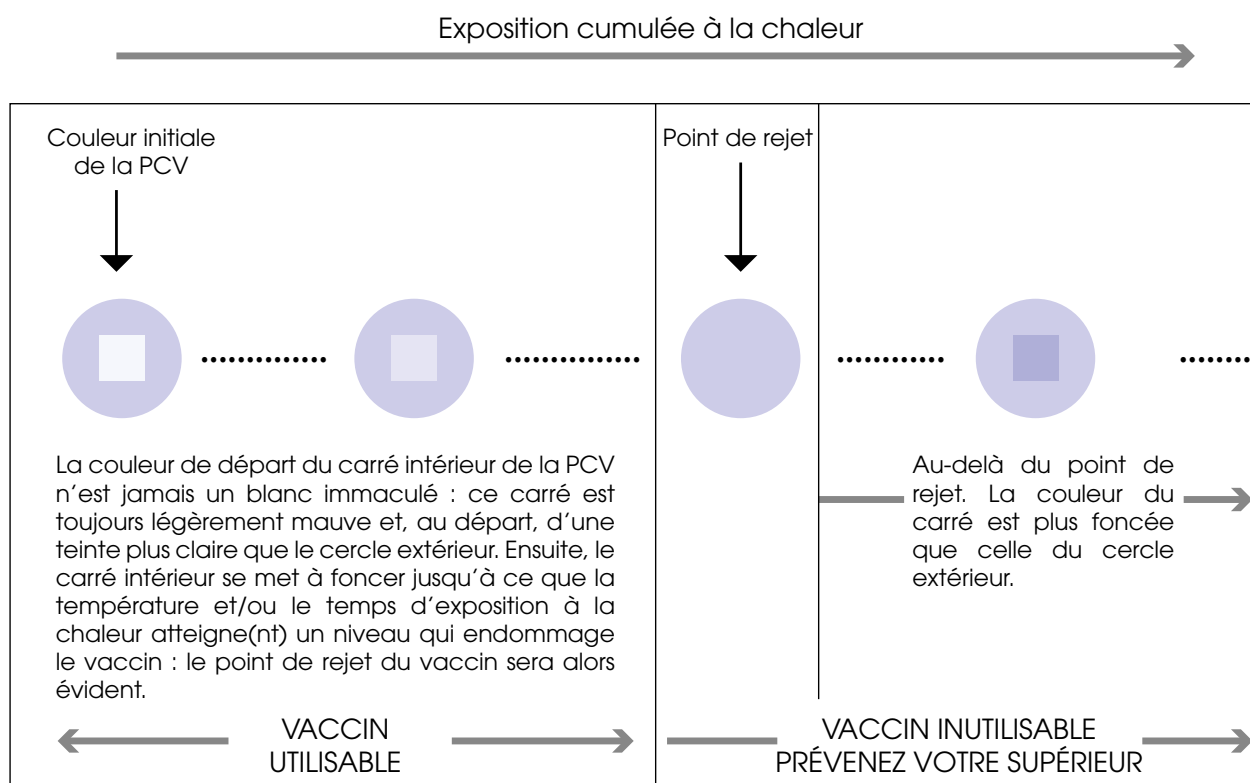 Exposition cumulée à la chaleur
Couleur initiale
de la PCV
Point de rejet
La couleur de départ du carré intérieur de la PCV
n'est jamais un blanc immaculé : ce carré est
toujours légèrement mauve et, au départ, d'une
teinte plus claire que le cercle extérieur. Ensuite, le
carré intérieur se met à foncer jusqu'à ce que la
température et/ou le temps d'exposition à la
chaleur atteigne(nt) un niveau qui endommage
le vaccin : le point de rejet du vaccin sera alors
évident.
Au-delà du point de
rejet. La couleur du
carré est plus foncée
que celle du cercle
extérieur.
VACCIN
UTILISABLE
VACCIN INUTILISABLE
PRÉVENEZ VOTRE SUPÉRIEUR